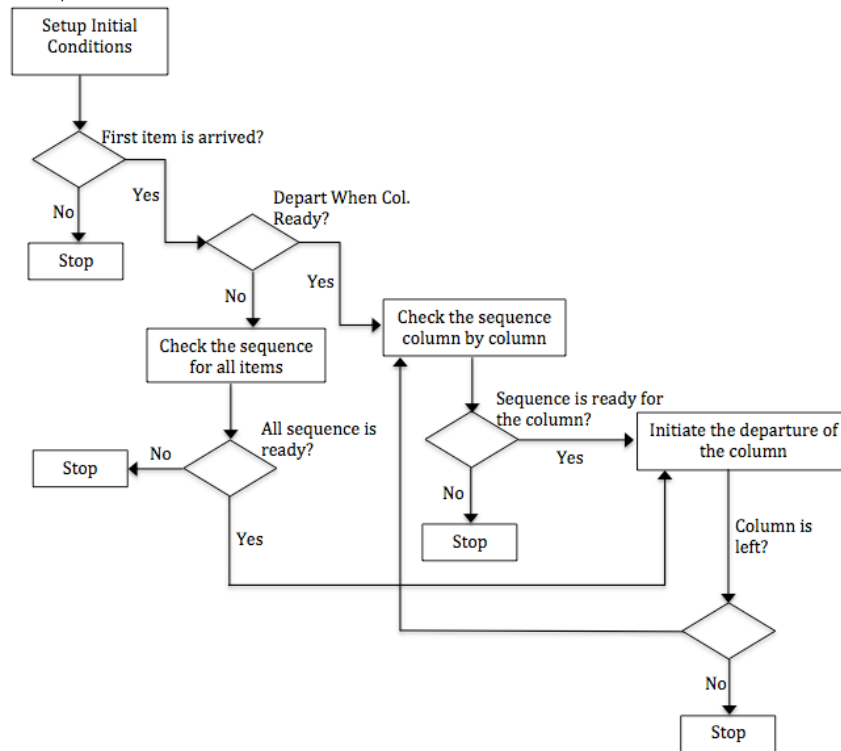 Setup Initial
Conditions
First item is arrived?
Yes
No
Stop
Depart When Col.
Ready?
Yes
No
Check the sequence
for all items
Check the sequence
column by column
All sequence is
ready?
No
Stop
Yes
Sequence is ready for
the column?
Yes
No
Stop
Initiate the departure of
the column
Column is
left?
No
Stop